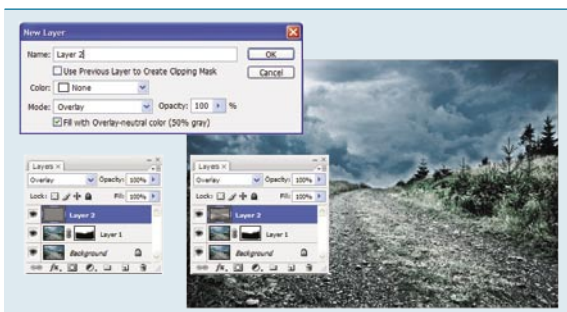 New Layer
Name: Layer 2
OK
Use Previous Layer to Create Clipping Mask
Cancel
Color: None
Mode: Overlay Opacity: 100 %
Fill with Overlay-neutral color (50% gray)
Layers ×
Overlay Opacity: 100%
Lock: Fill: 100%
Layer 2
Layer 1
Background
fx.
Layers ×
Overlay Opacity: 100%
Lock: Fill: 100%
Layer 2
Layer 1
Background
fx.